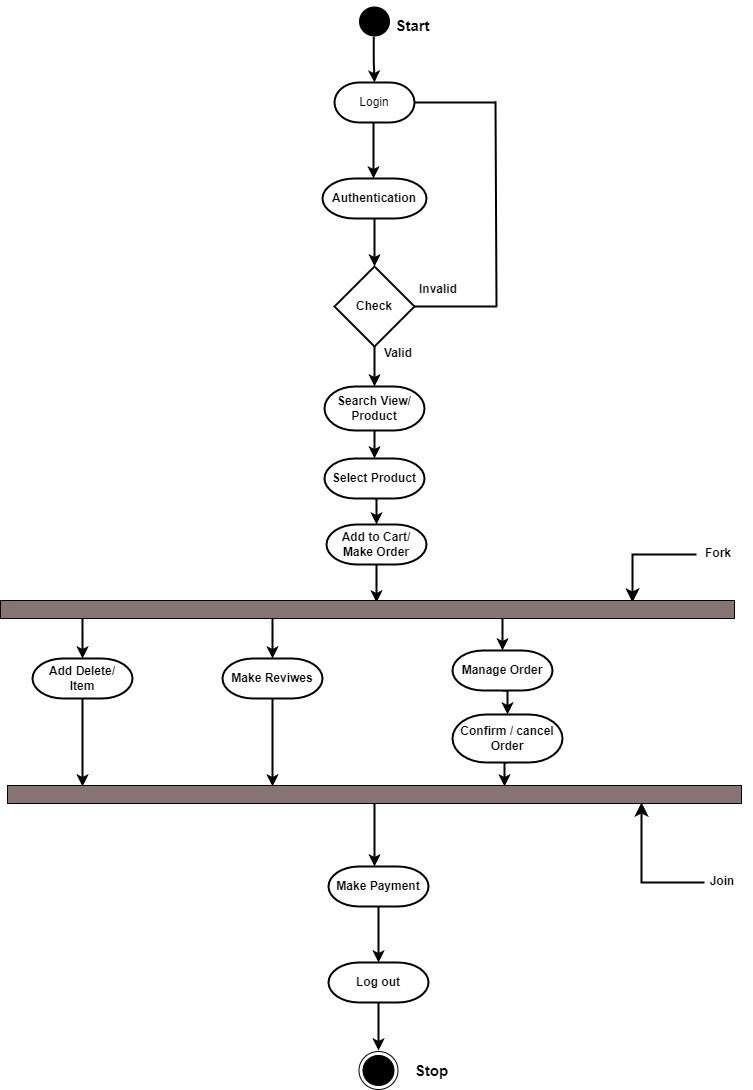 Start
Login
Authentication
Invalid
Check
Valid
Search View/
Product
Select Product
Add to Cart/
Make Order
Fork
Add Delete/
Item
Make Reviwes
Manage Order
Confirm / cancel
Order
Make Payment
Join
Log out
Stop